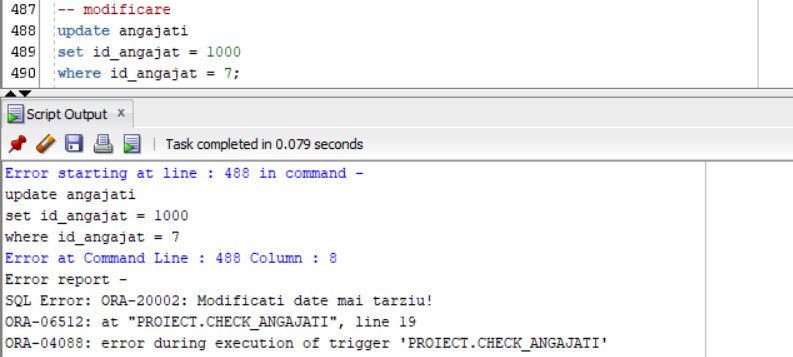 487 -- modificare
488 update angajati
489 set id_angajat = 1000
490 where id_angajat = 7;
Script Output x
Task completed in 0.079 seconds
Error starting at line : 488 in command -
update angajati
set id_angajat = 1000
where id_angajat = 7
Error at Command Line : 488 Column : 8
Error report -
SQL Error: ORA-20002: Modificati date mai tarziu!
ORA-06512: at "PROIECT.CHECK_ANGAJATI", line 19
ORA-04088: error during execution of trigger 'PROIECT.CHECK_ANGAJATI'